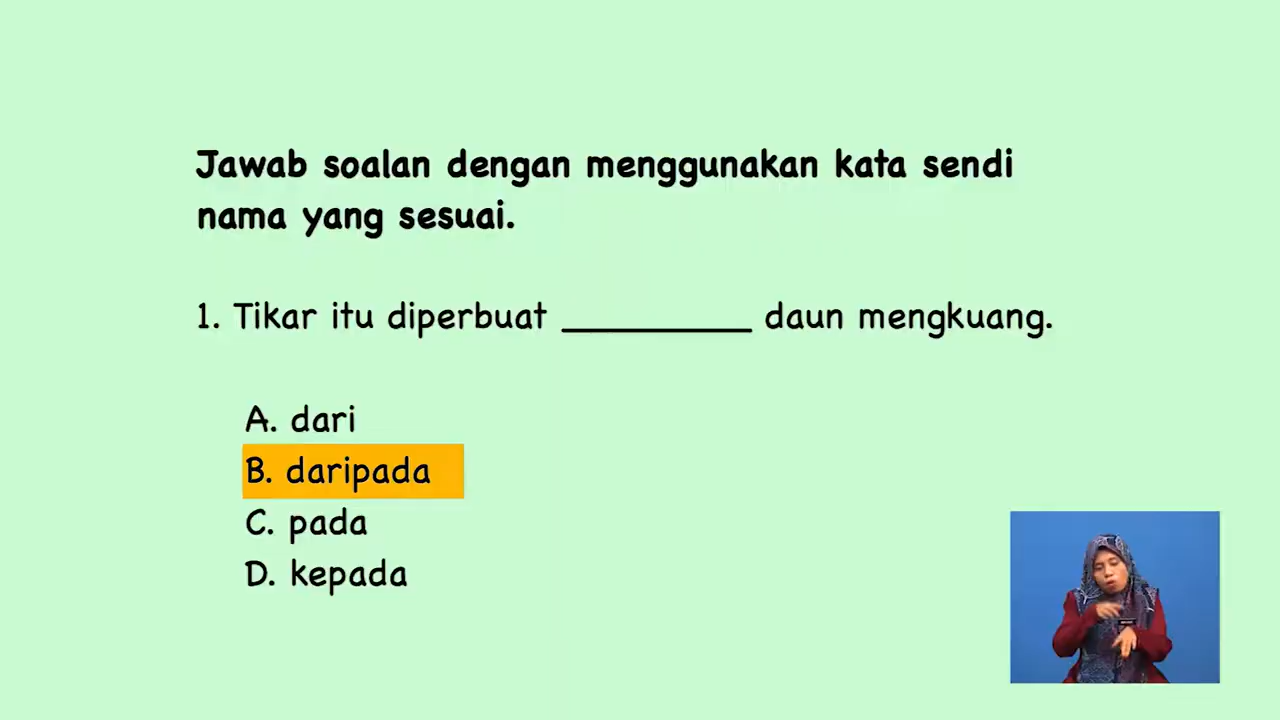 Jawab soalan dengan menggunakan kata sendi
nama yang sesuai.
1. Tikar itu diperbuat _________ daun mengkuang.
A. dari
B. daripada
C. pada
D. kepada